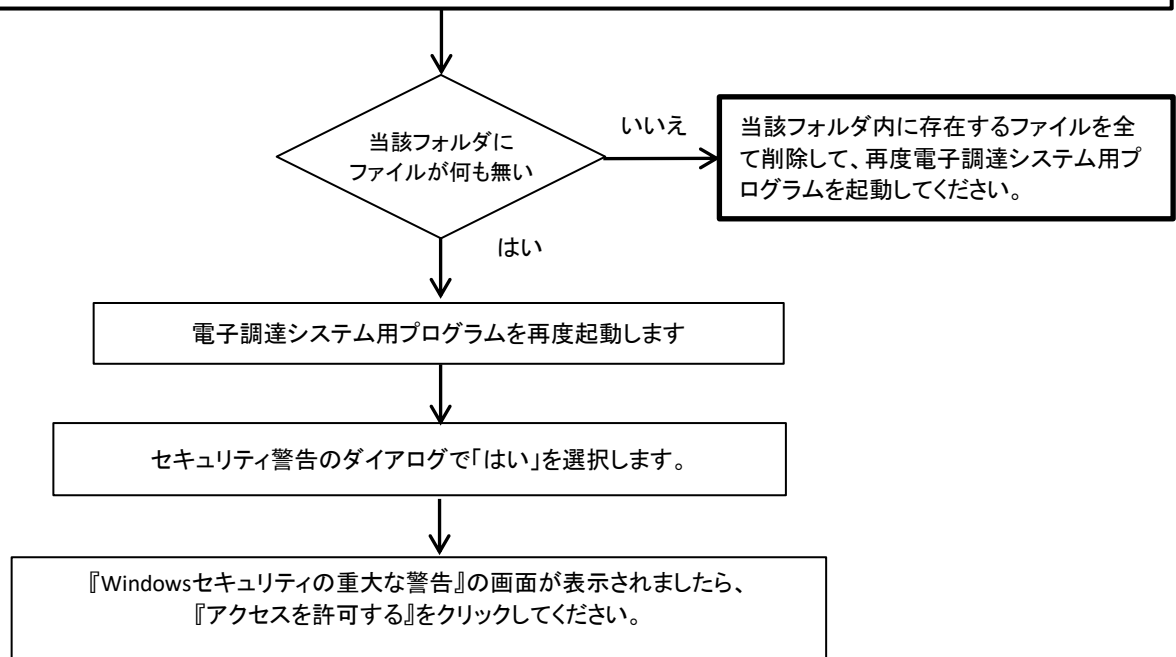 当該フォルダに
ファイルが何も無い
いいえ
当該フォルダ内に存在するファイルを全
て削除して、再度電子調達システム用プ
ログラムを起動してください。
はい
電子調達システム用プログラムを再度起動します
セキュリティ警告のダイアログで「はい」を選択します。
『Windowsセキュリティの重大な警告』の画面が表示されましたら、
『アクセスを許可する』をクリックしてください。